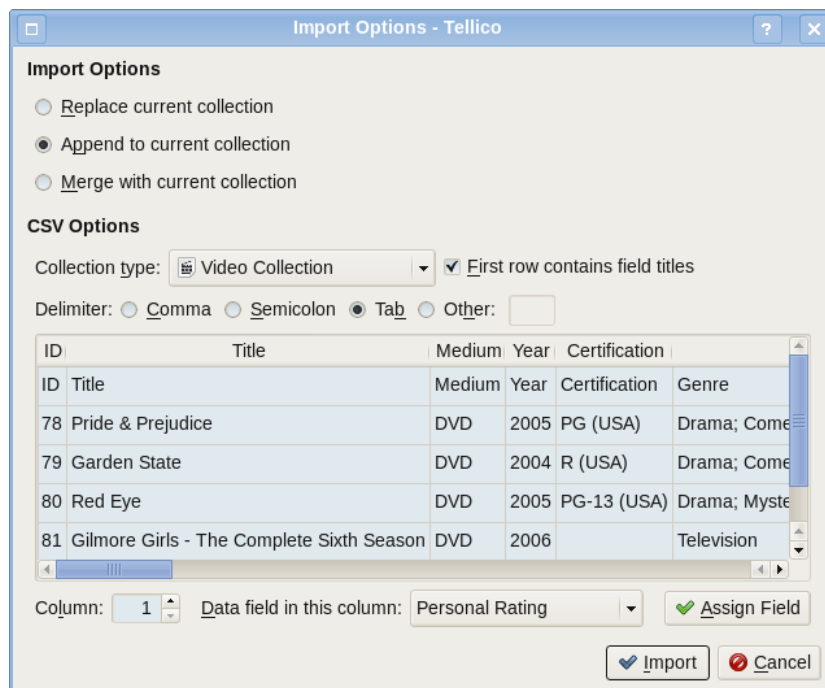 Import Options - Tellico ?
Import Options
Replace current collection
Append to current collection
Merge with current collection
CSV Options
Collection type: Video Collection First row contains field titles
Delimiter: Comma Semicolon Tab Other:
ID Title Medium Year Certification
ID Title Medium Year Certification Genre
78 Pride & Prejudice DVD 2005 PG (USA) Drama; Come
79 Garden State DVD 2004 R (USA) Drama; Come
80 Red Eye DVD 2005 PG-13 (USA) Drama; Myste
81 Gilmore Girls - The Complete Sixth Season DVD 2006 Television
Column: 1 Data field in this column: Personal Rating Assign Field
Import Cancel